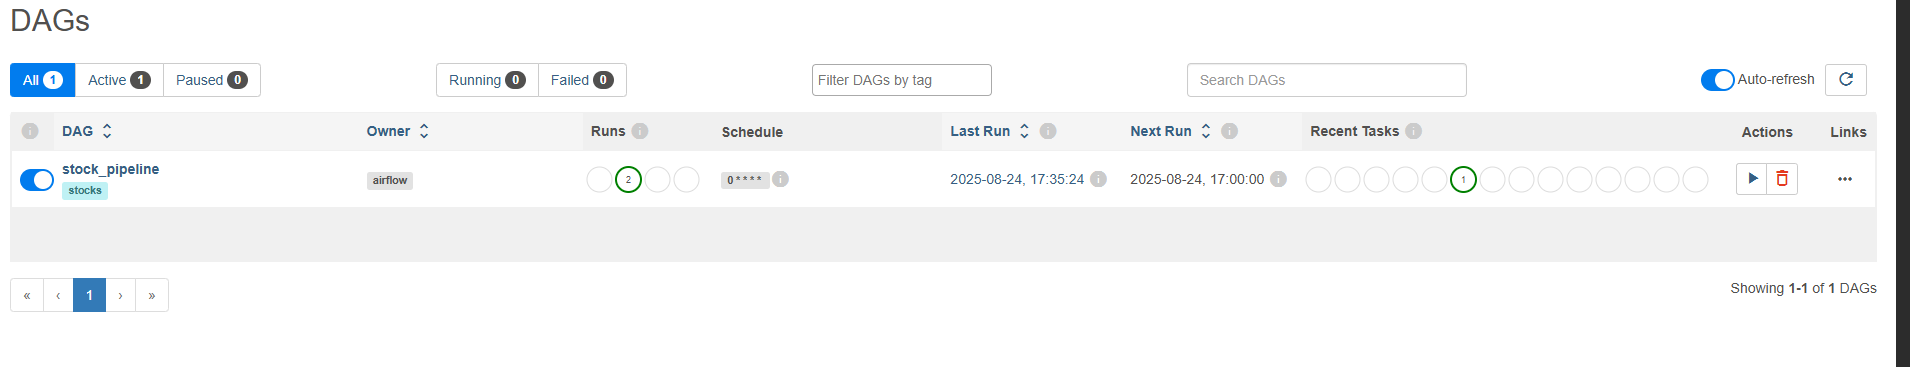 DAGs
All 1 Active 1 Paused 0 Running 0 Failed 0 Filter DAGs by tag Search DAGs Auto-refresh
DAG Owner Runs Schedule Last Run Next Run Recent Tasks Actions Links
stock_pipeline
stocks
airflow 2 0 * * * * 2025-08-24, 17:35:24 2025-08-24, 17:00:00 1
« ‹ 1 › »
Showing 1-1 of 1 DAGs